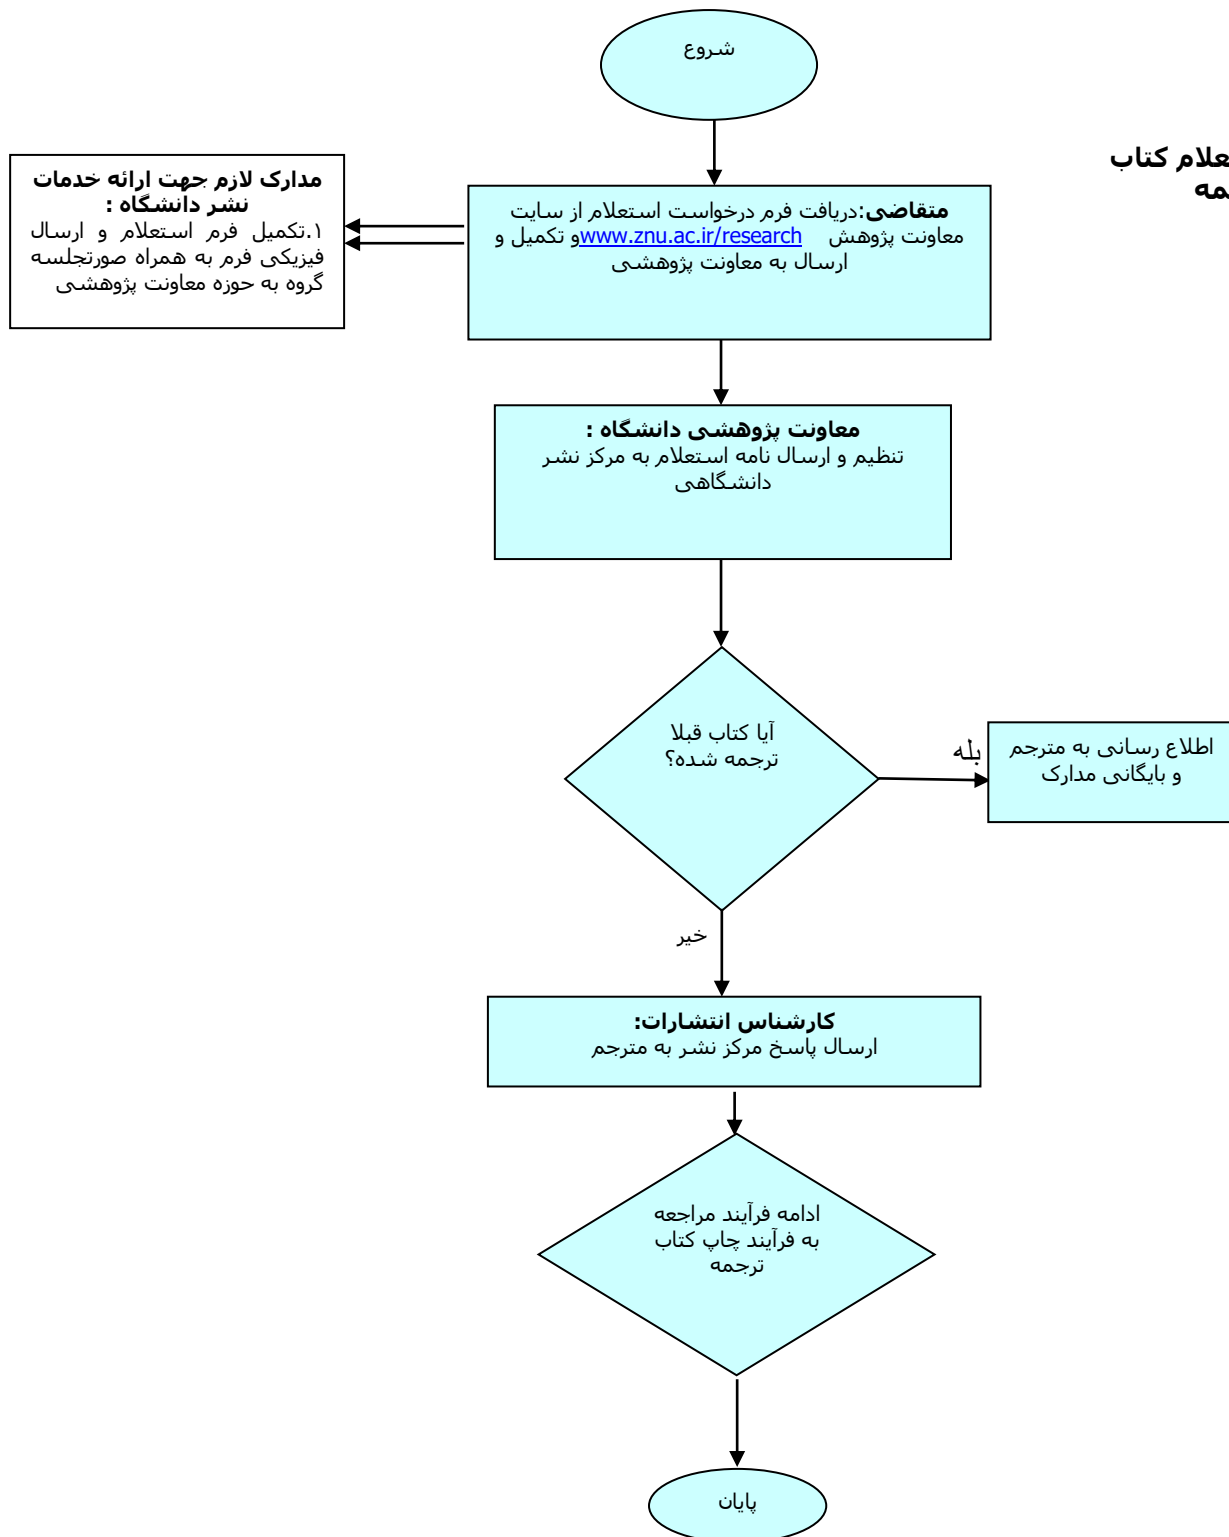 شروع
علام کتاب
مه
متقاضی:دریافت فرم درخواست استعلام از سایت
معاونت پژوهش www.znu.ac.ir/research و تکمیل و
ارسال به معاونت پژوهشی
مدارک لازم جهت ارائه خدمات
نشر دانشگاه :
۱.تکمیل فرم استعلام و ارسال
فیزیکی فرم به همراه صورتجلسه
گروه به حوزه معاونت پژوهشی
معاونت پژوهشی دانشگاه :
تنظیم و ارسال نامه استعلام به مرکز نشر
دانشگاهی
آیا کتاب قبلا
ترجمه شده؟
بله
اطلاع رسانی به مترجم
و بایگانی مدارک
خیر
کارشناس انتشارات:
ارسال پاسخ مرکز نشر به مترجم
ادامه فرآیند مراجعه
به فرآیند چاپ کتاب
ترجمه
پایان